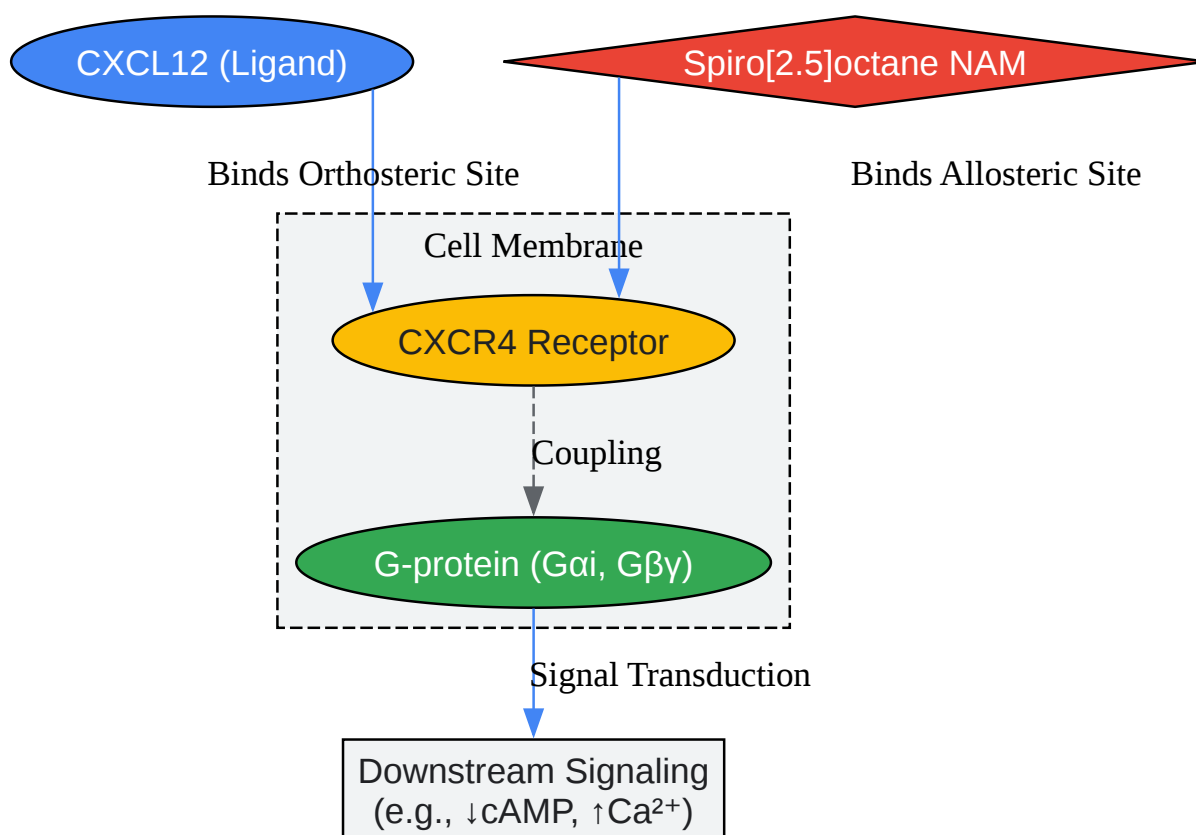 CXCL12 (Ligand)
Spiro[2.5]octane NAM
Binds Orthosteric Site
Binds Allosteric Site
Cell Membrane
CXCR4 Receptor
Coupling
G-protein (Gαi, Gβγ)
Signal Transduction
Downstream Signaling
(e.g., ↓cAMP, ↑Ca²⁺)